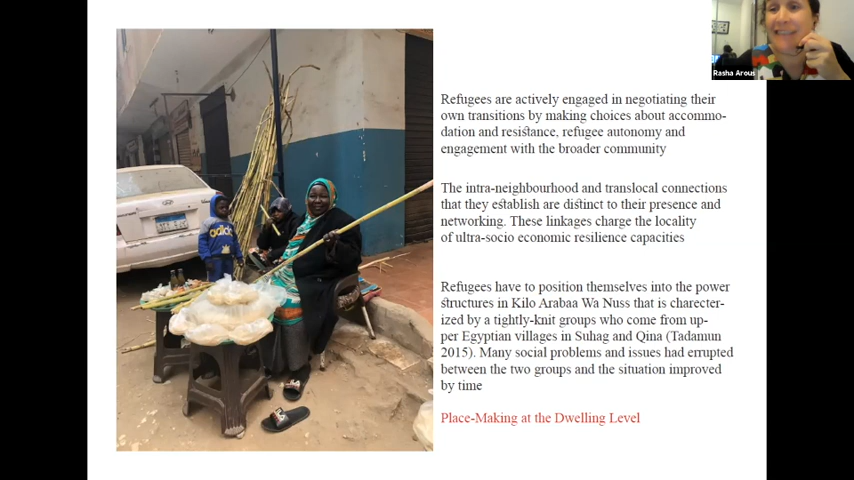 Rasha Arous
Refugees are actively engaged in negotiating their
own transitions by making choices about accommo-
dation and resistance, refugee autonomy and
engagement with the broader community
The intra-neighbourhood and translocal connections
that they establish are distinct to their presence and
networking. These linkages charge the locality
of ultra-socio economic resilience capacities
Refugees have to position themselves into the power
structures in Kilo Arabaa Wa Nuss that is charecter-
ized by a tightly-knit groups who come from up-
per Egyptian villages in Suhag and Qina (Tadamun
2015). Many social problems and issues had errupted
between the two groups and the situation improved
by time
Place-Making at the Dwelling Level